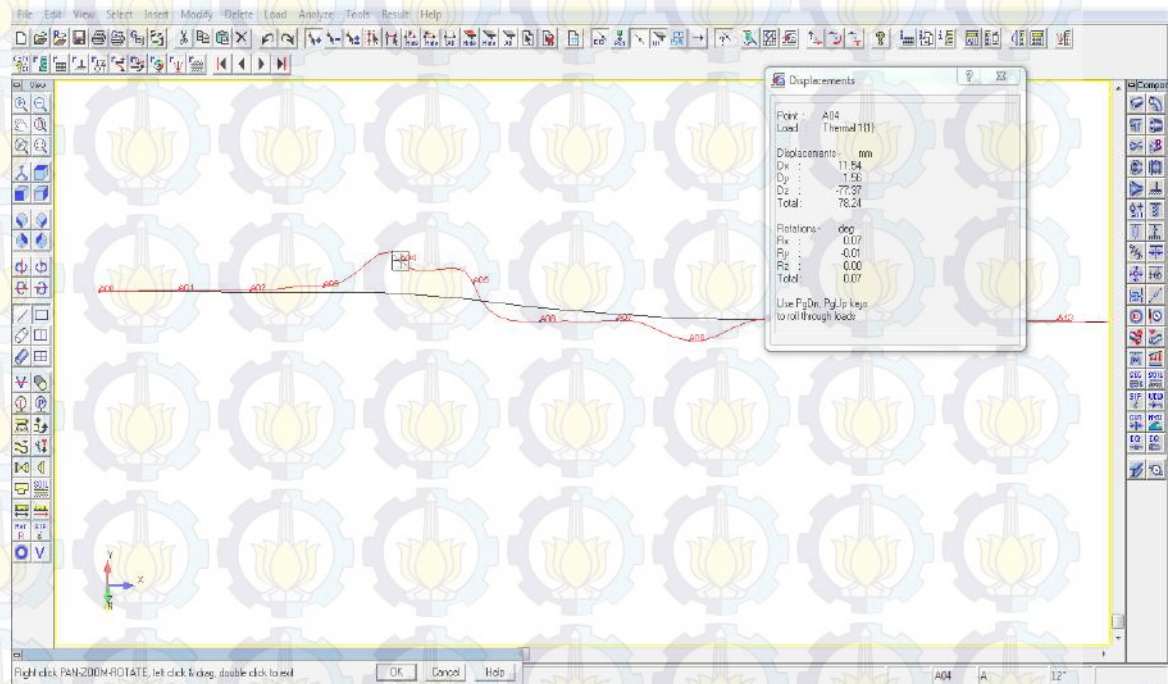 File Edit View Select Insert Modify Delete Load Analyze Tools Result Help
View
Displacements
Point : A04
Load : Thermal 1{1}
Displacements:- mm
Dx : 11.54
Dy : 1.56
Dz : -77.37
Total : 78.24
Rotations:- deg
Rx : 0.07
Ry : -0.01
Rz : 0.00
Total : 0.07
Use PgDn, PgUp keys
to roll through loads
A00 A01 A02 A03 A04 A05 A06 A07 A08
Y
X
Right click PAN-ZOOM-ROTATE, left click & drag, double click to exit
OK Cancel Help
A04 A 12"